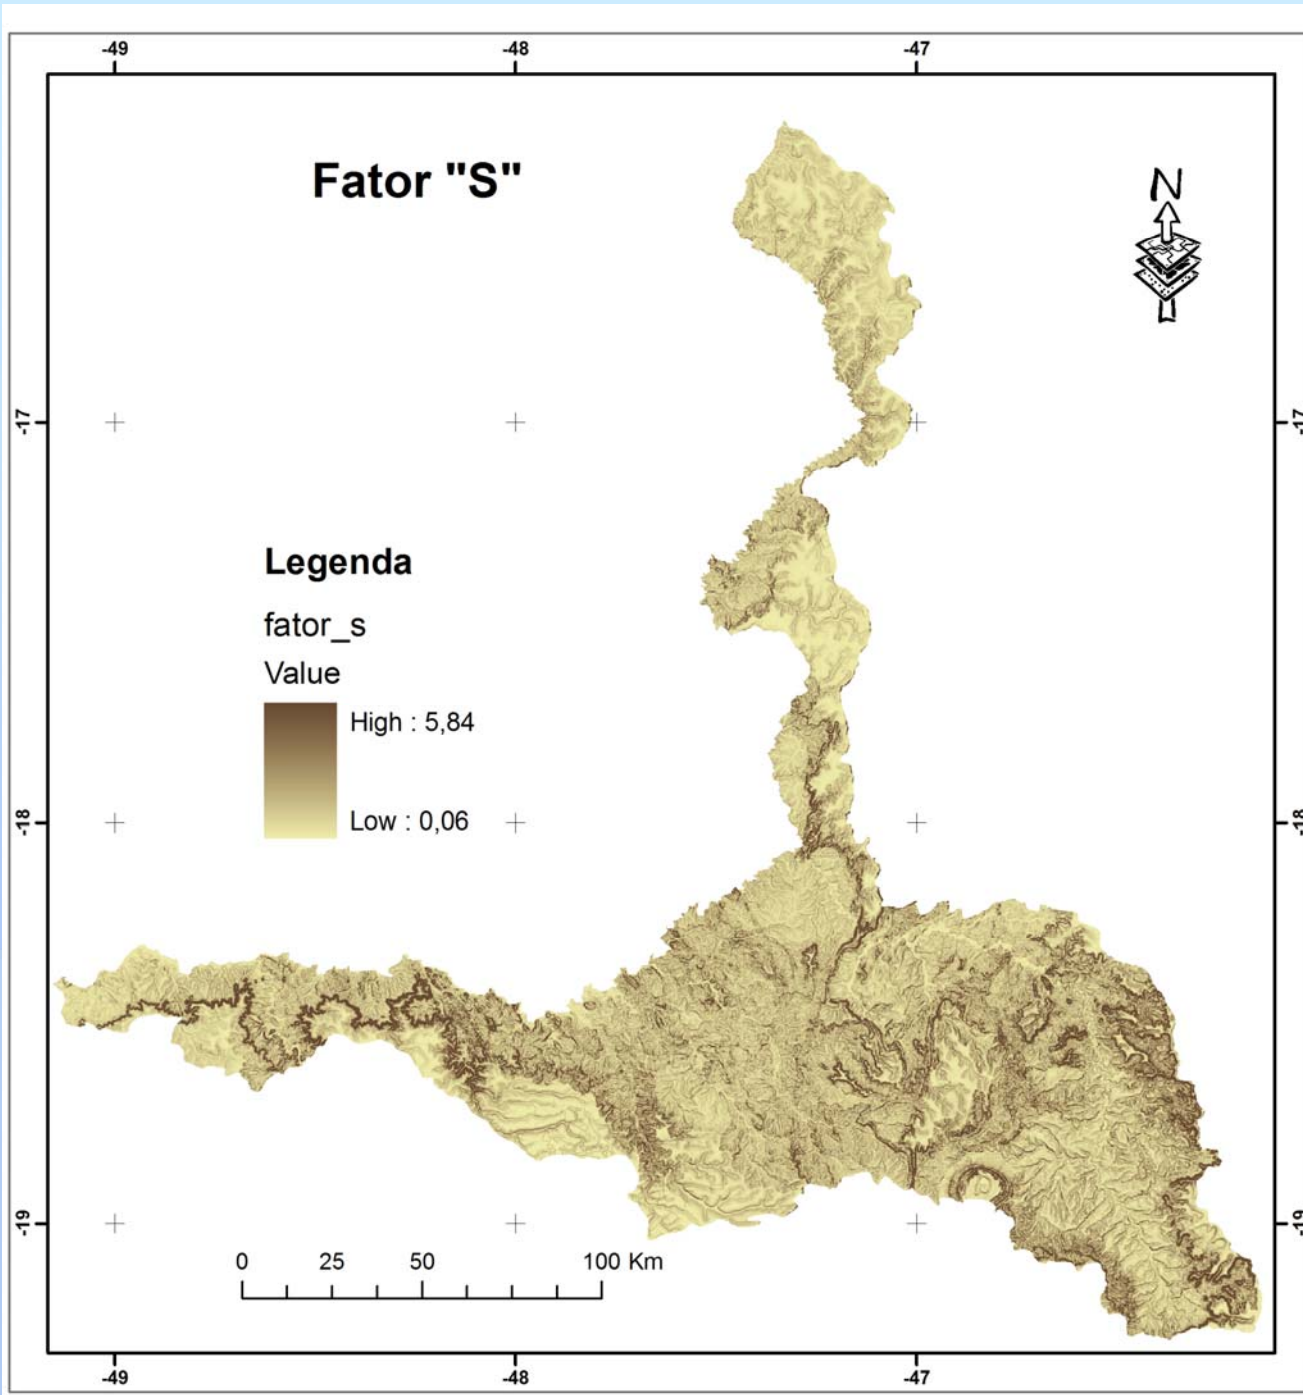 -49 -48 -47
Fator "S"
N
-17 -17
Legenda
fator_s
Value
High : 5,84
Low : 0,06
-18 -18
-19 -19
0 25 50 100 Km
-49 -48 -47